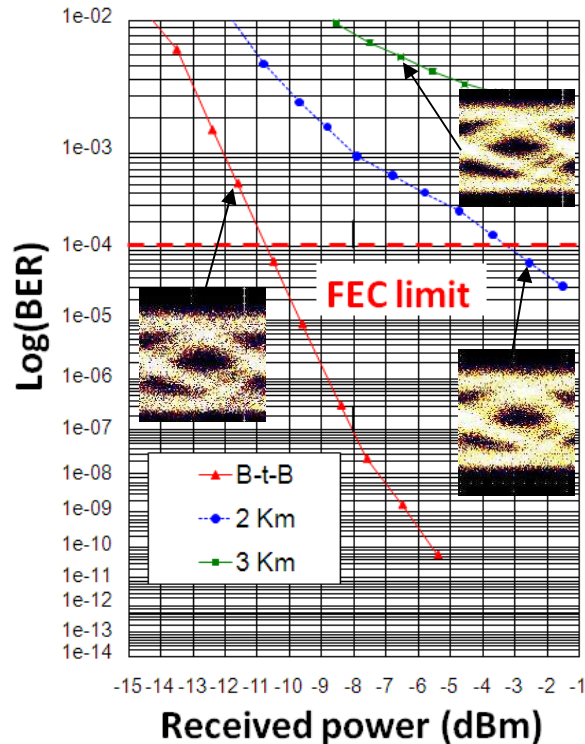 1e-02
1e-03
1e-04
1e-05
1e-06
1e-07
1e-08
1e-09
1e-10
1e-11
1e-12
1e-13
1e-14
Log(BER)
FEC limit
B-t-B
2 Km
3 Km
-15 -14 -13 -12 -11 -10 -9 -8 -7 -6 -5 -4 -3 -2 -1
Received power (dBm)